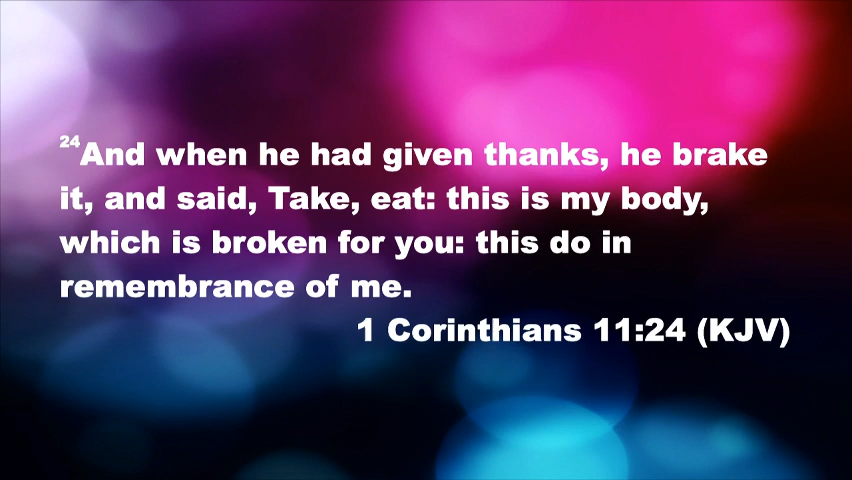 24And when he had given thanks, he brake
it, and said, Take, eat: this is my body,
which is broken for you: this do in
remembrance of me.
1 Corinthians 11:24 (KJV)